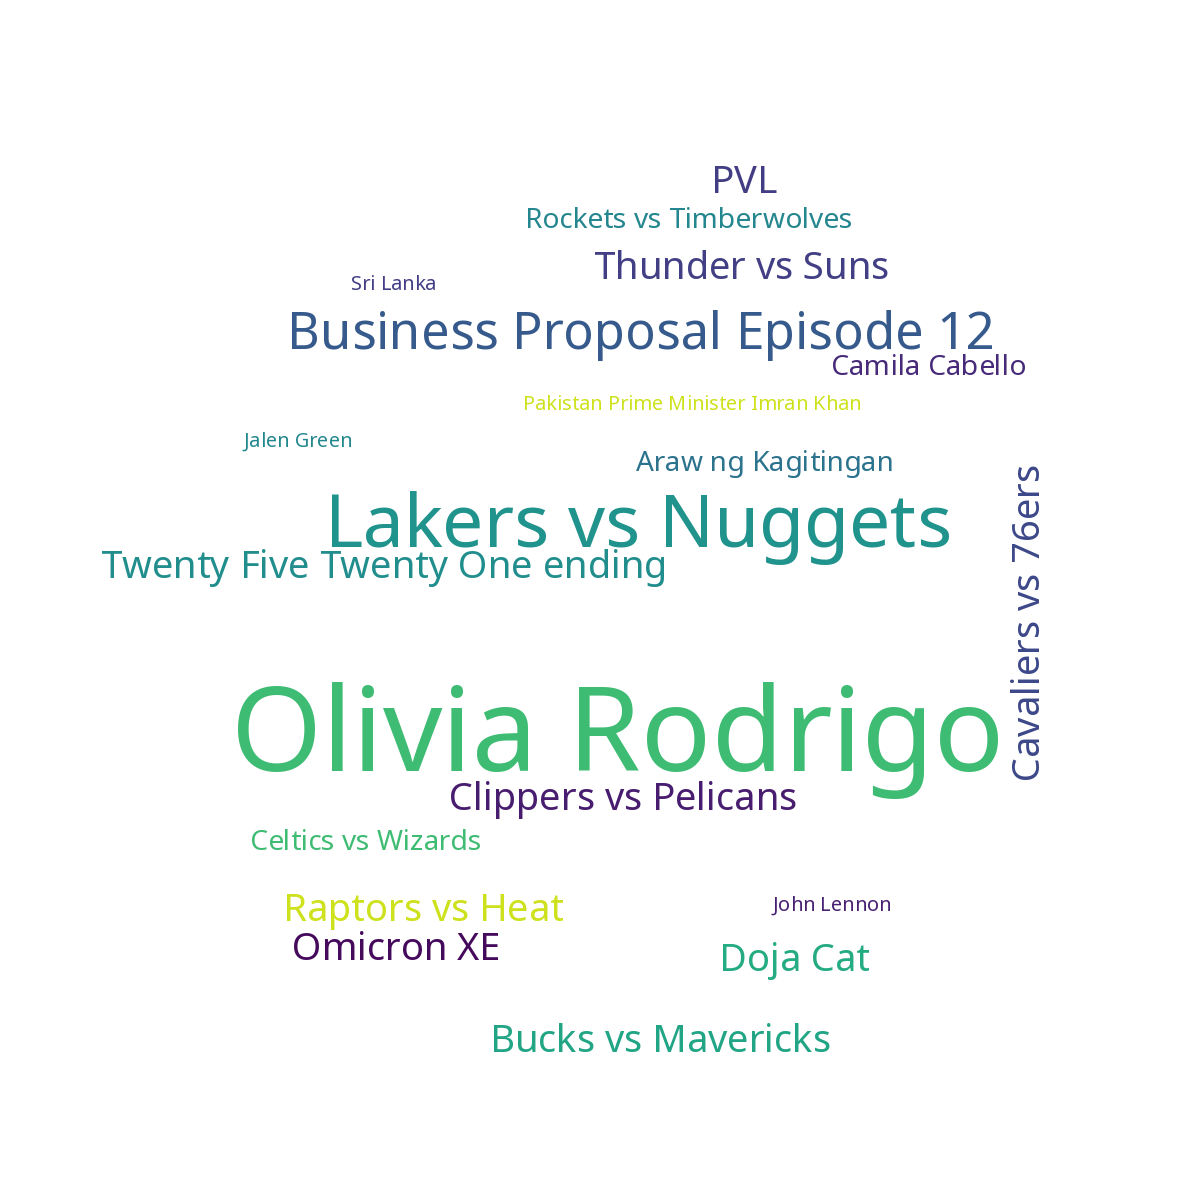 PVL
Rockets vs Timberwolves
Thunder vs Suns
Sri Lanka
Business Proposal Episode 12
Camila Cabello
Pakistan Prime Minister Imran Khan
Jalen Green
Araw ng Kagitingan
Lakers vs Nuggets
Twenty Five Twenty One ending
Cavaliers vs 76ers
Olivia Rodrigo
Clippers vs Pelicans
Celtics vs Wizards
Raptors vs Heat
John Lennon
Omicron XE
Doja Cat
Bucks vs Mavericks